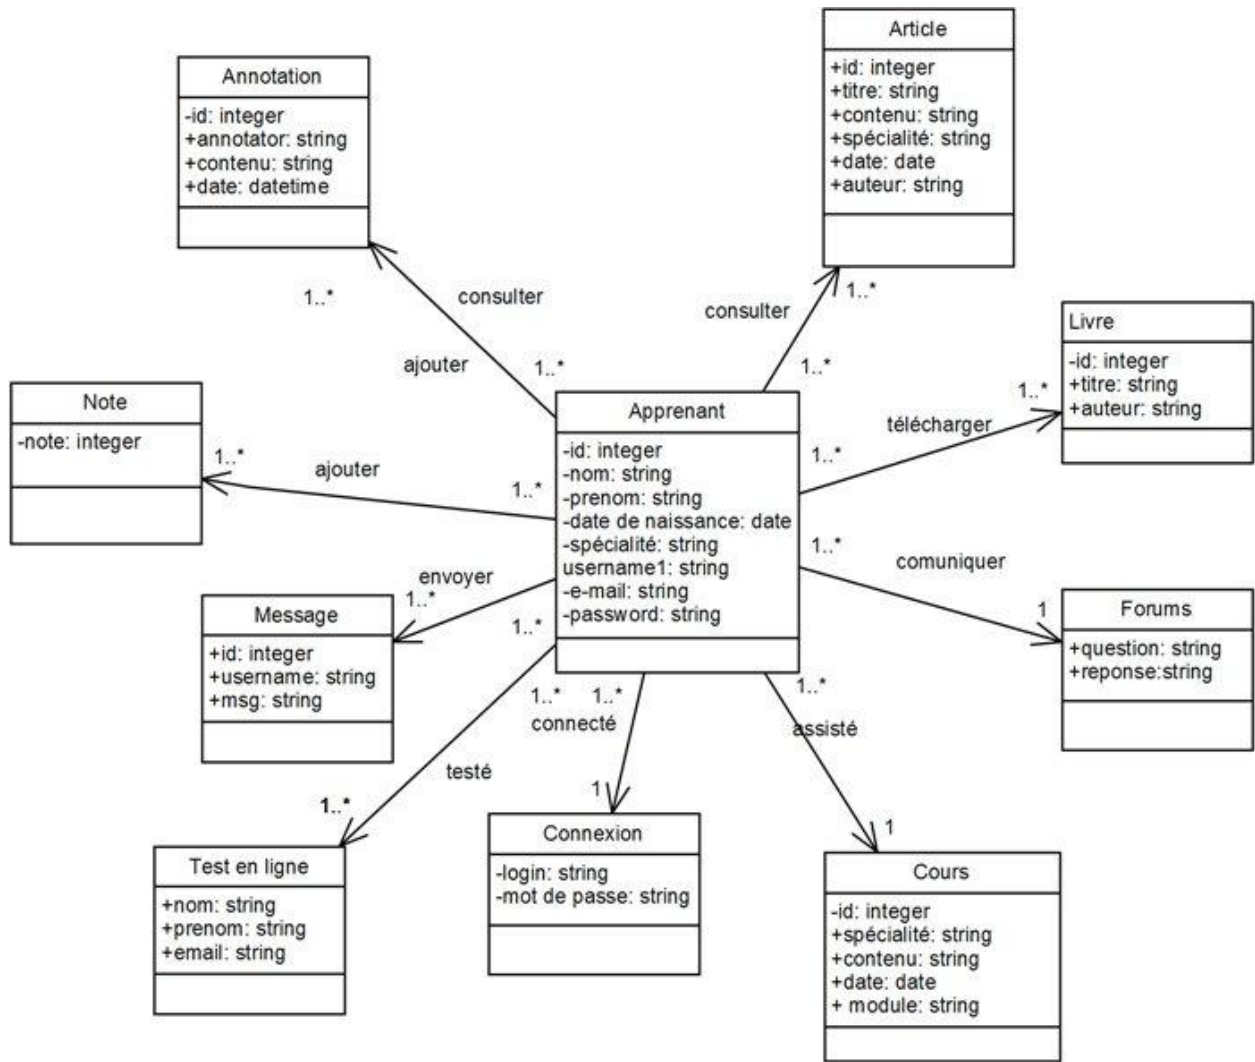 Article
+id: integer
+titre: string
+contenu: string
+spécialité: string
+date: date
+auteur: string
Annotation
-id: integer
+annotator: string
+contenu: string
+date: datetime
1..*
consulter
ajouter
1..*
consulter
1..*
1..*
Livre
-id: integer
+titre: string
+auteur: string
1..*
télécharger
1..*
Note
-note: integer
1..*
ajouter
1..*
Apprenant
-id: integer
-nom: string
-prenom: string
-date de naissance: date
-spécialité: string
username1: string
-e-mail: string
-password: string
1..*
comuniquer
1
Forums
+question: string
+reponse:string
envoyer
1..*
1..*
Message
+id: integer
+username: string
+msg: string
1..*
1..*
connecté
1..*
assisté
testé
1..*
1
1
Test en ligne
+nom: string
+prenom: string
+email: string
Connexion
-login: string
-mot de passe: string
Cours
-id: integer
+spécialité: string
+contenu: string
+date: date
+ module: string